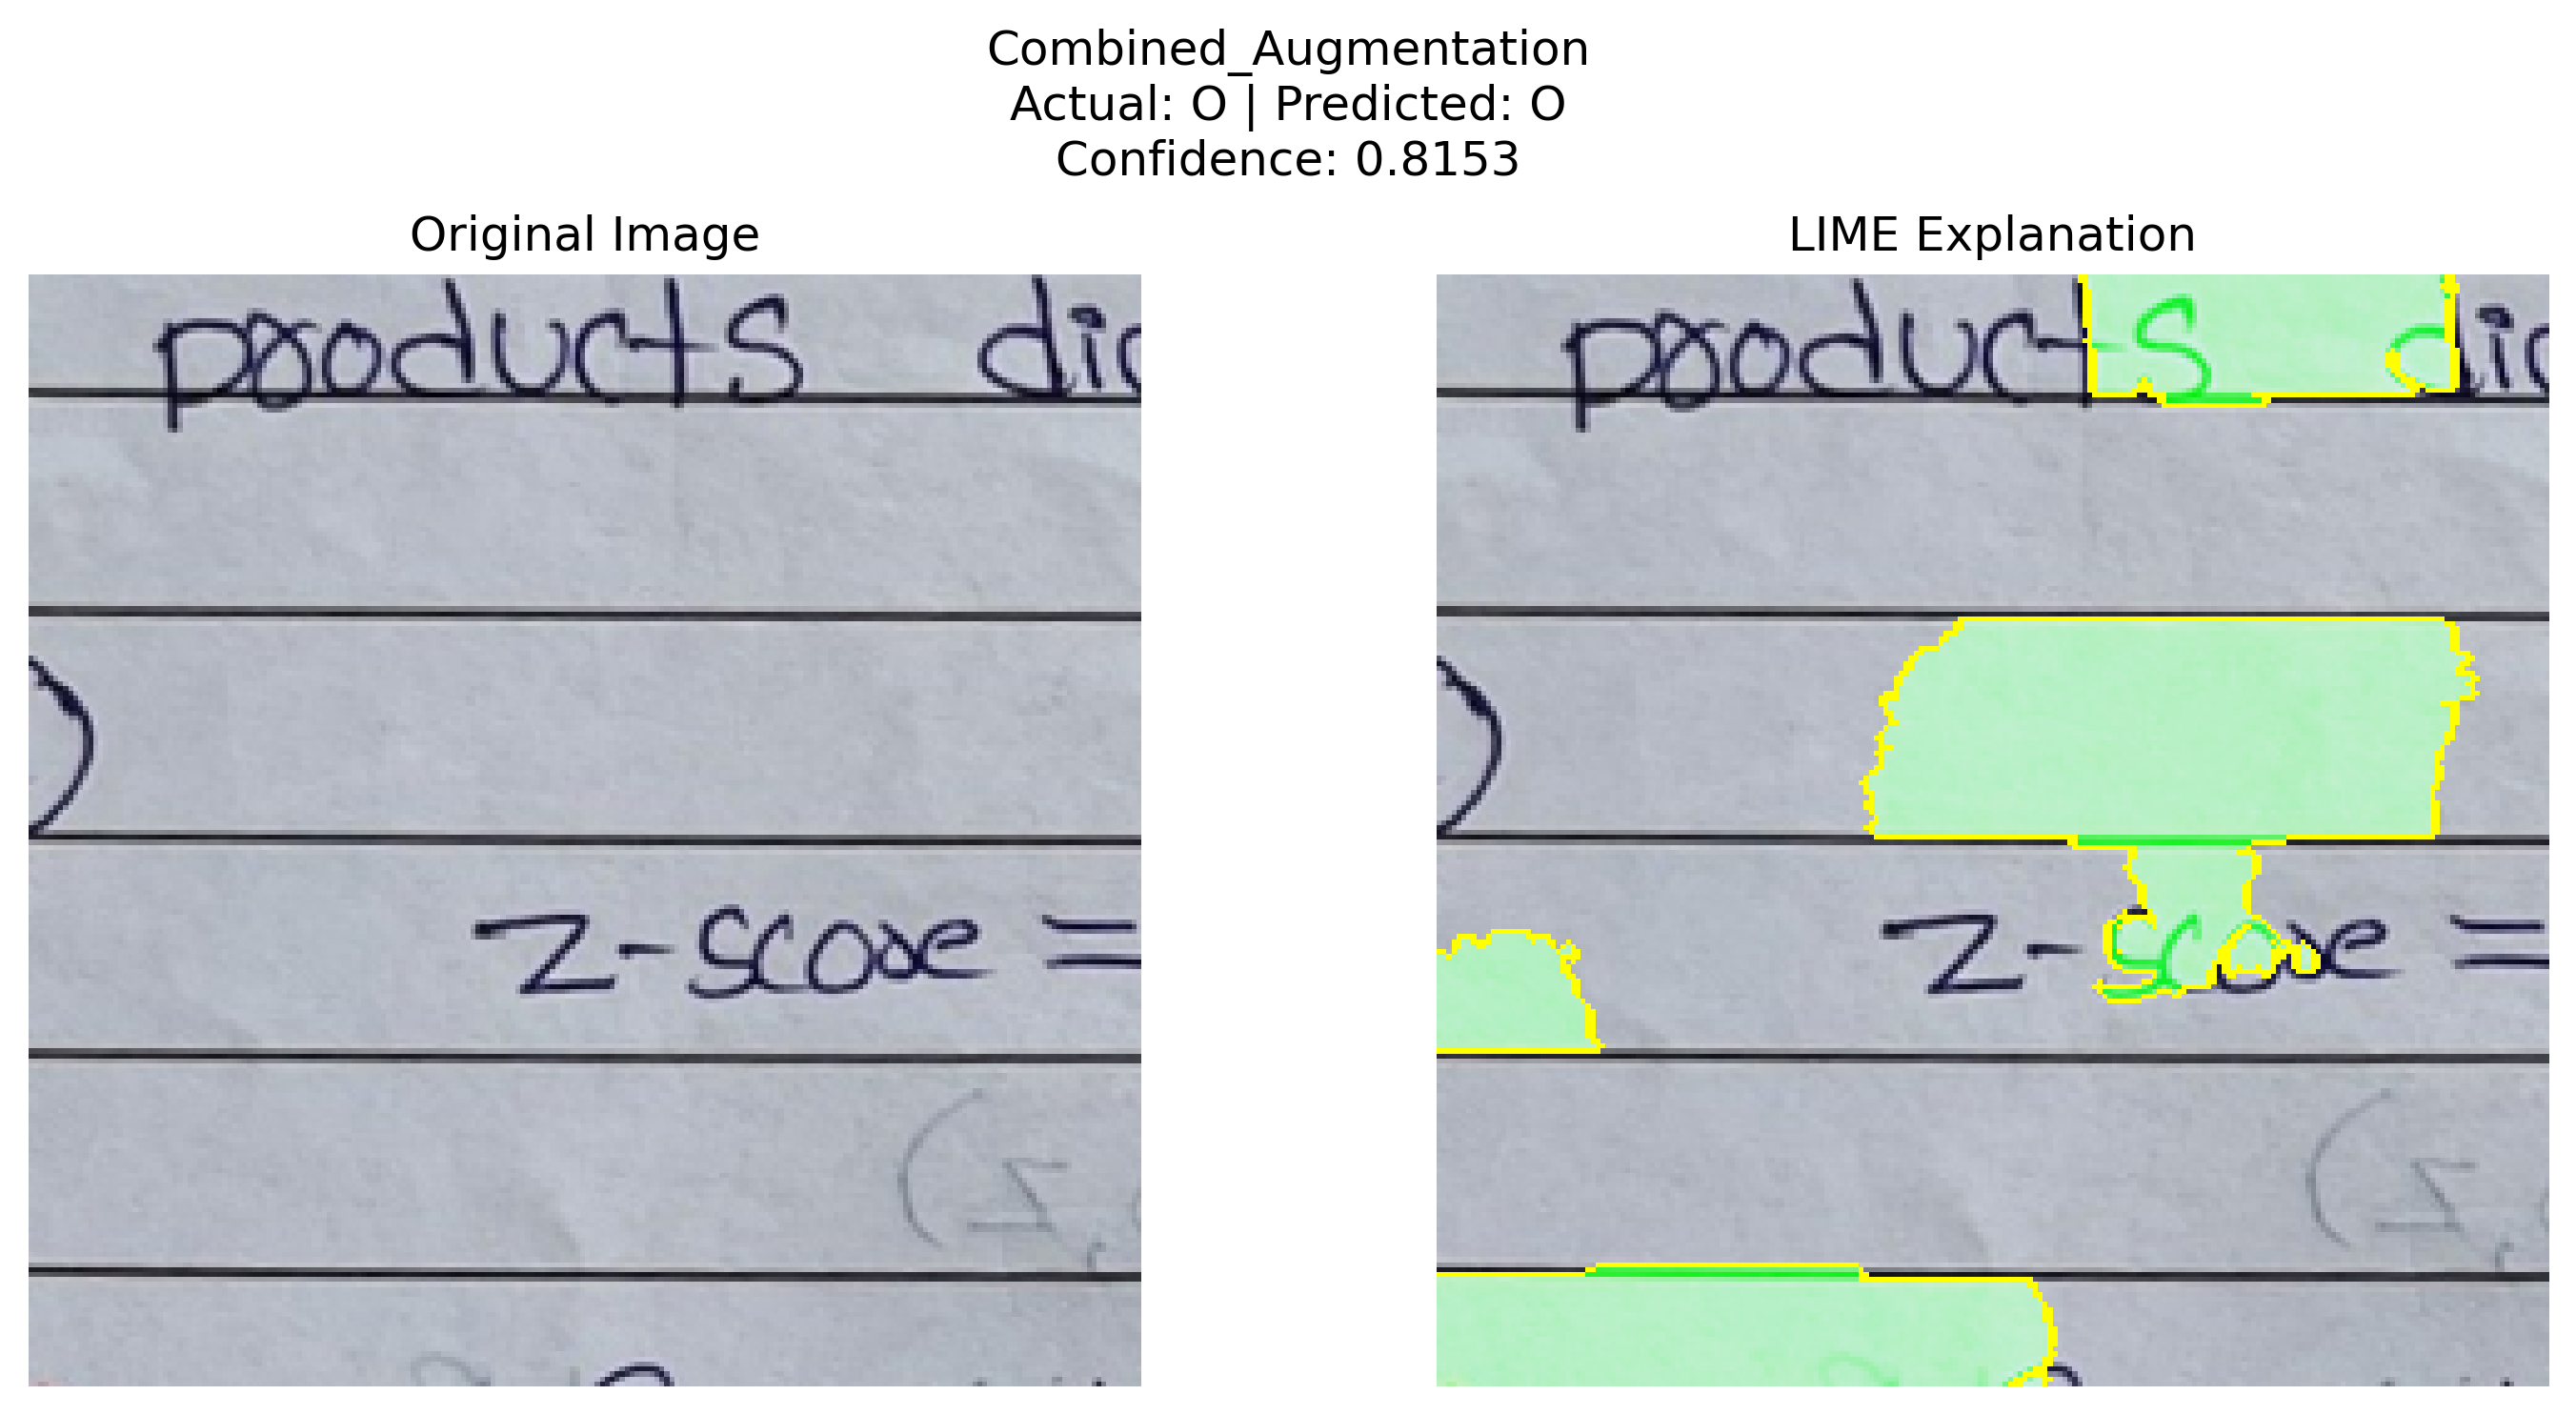 Combined_Augmentation
Actual: O | Predicted: O
Confidence: 0.8153
Original Image
LIME Explanation
products
products
)
)
z-score =
z-score =